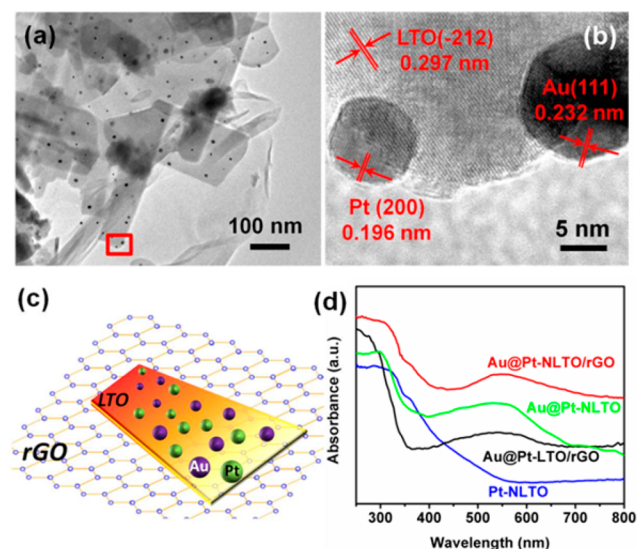 (a)
100 nm
(b)
LTO(-212)
0.297 nm
Au(111)
0.232 nm
Pt (200)
0.196 nm
5 nm
(c)
LTO
rGO
Au
Pt
(d)
Absorbance (a.u.)
Au@Pt-NLTO/rGO
Au@Pt-NLTO
Au@Pt-LTO/rGO
Pt-NLTO
300 400 500 600 700 800
Wavelength (nm)